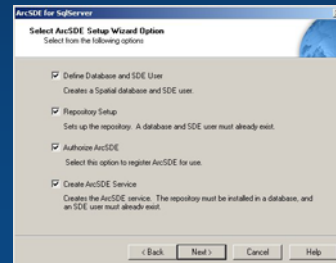 ArcSDE for SqlServer
Select ArcSDE Setup Wizard Option
Select from the following options
Define Database and SDE User
Creates a Spatial database and SDE user.
Repository Setup
Sets up the repository. A database and SDE user must already exist.
Authorize ArcSDE
Select this option to register ArcSDE for use.
Create ArcSDE Service
Creates the ArcSDE service. The repository must be installed in a database, and
an SDE user must already exist.
< Back
Next >
Cancel
Help